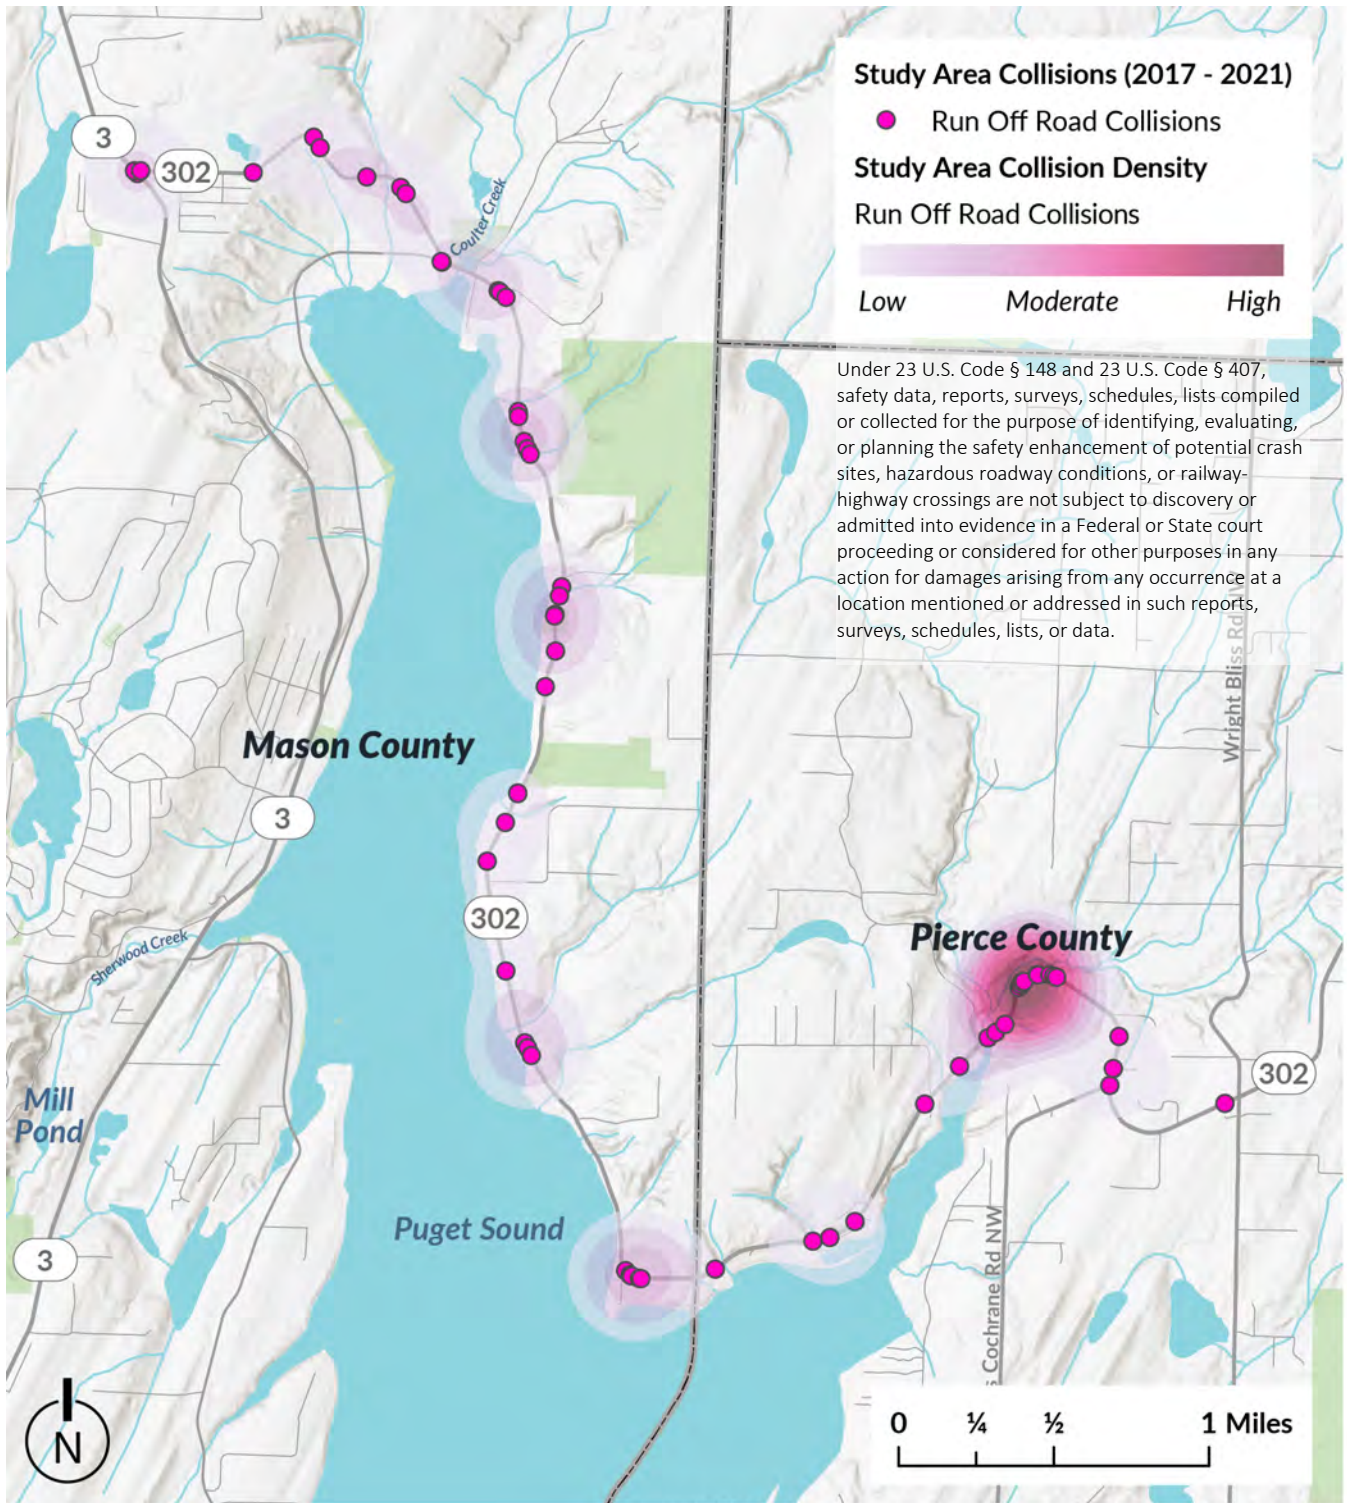 Study Area Collisions (2017 - 2021)
Run Off Road Collisions
Study Area Collision Density
Run Off Road Collisions
Low Moderate High
Under 23 U.S. Code § 148 and 23 U.S. Code § 407,
safety data, reports, surveys, schedules, lists compiled
or collected for the purpose of identifying, evaluating,
or planning the safety enhancement of potential crash
sites, hazardous roadway conditions, or railway-
highway crossings are not subject to discovery or
admitted into evidence in a Federal or State court
proceeding or considered for other purposes in any
action for damages arising from any occurrence at a
location mentioned or addressed in such reports,
surveys, schedules, lists, or data.
3
302
Coulter Creek
Wright Bliss Rd NW
Mason County
3
302
Pierce County
Sherwood Creek
302
Mill
Pond
Puget Sound
3
s Cochrane Rd NW
N
0 ¼ ½ 1 Miles